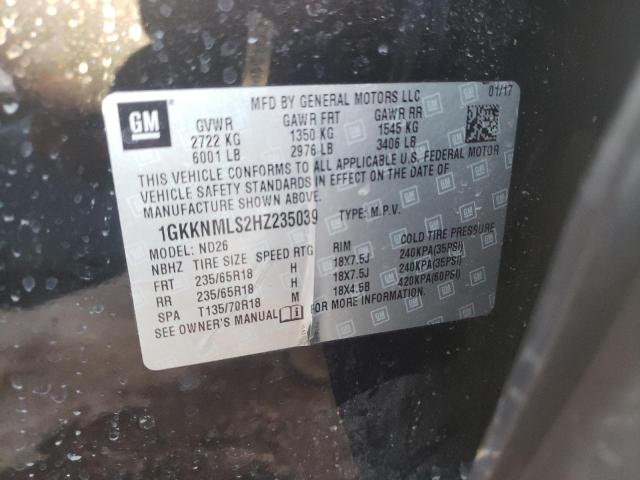 GM
MFD BY GENERAL MOTORS LLC 01/17
GVWR GAWR FRT GAWR RR
2722 KG 1350 KG 1545 KG
6001 LB 2976 LB 3406 LB
THIS VEHICLE CONFORMS TO ALL APPLICABLE U.S. FEDERAL MOTOR
VEHICLE SAFETY STANDARDS IN EFFECT ON THE DATE OF
MANUFACTURE SHOWN ABOVE.
1GKKNMLS2HZ235039 TYPE: M.P.V.
MODEL: ND26
NBHZ TIRE SIZE SPEED RTG RIM COLD TIRE PRESSURE
FRT 235/65R18 H 18X7.5J 240KPA(35PSI)
RR 235/65R18 H 18X7.5J 240KPA(35PSI)
SPA T135/70R18 M 18X4.5B 420KPA(60PSI)
SEE OWNER'S MANUAL FOR MORE INFORMATION.